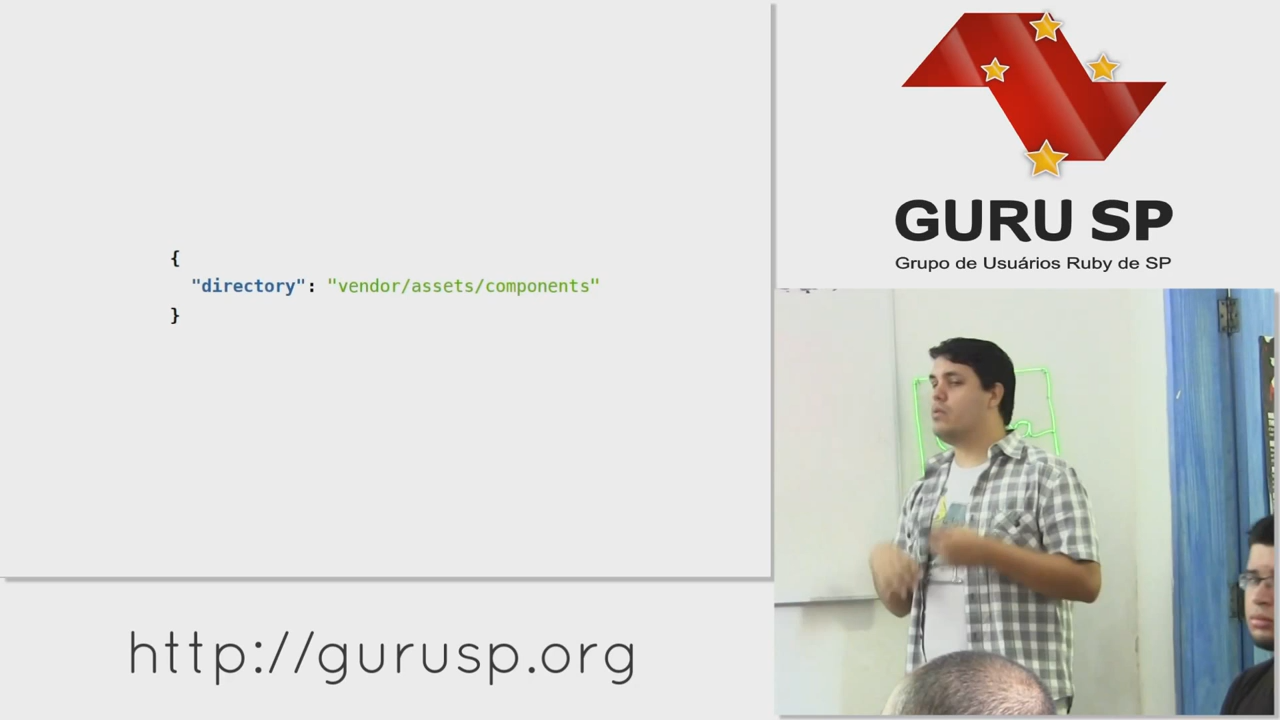 {
"directory": "vendor/assets/components"
}
GURU SP
Grupo de Usuários Ruby de SP
http://gurusp.org